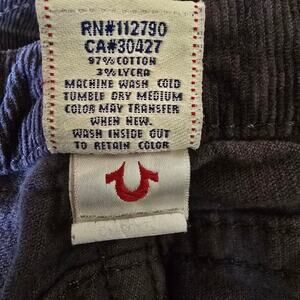 RN#112790
CA#30427
97% COTTON
3% LYCRA
MACHINE WASH COLD
TUMBLE DRY MEDIUM
COLOR MAY TRANSFER
WHEN NEW.
WASH INSIDE OUT
TO RETAIN COLOR